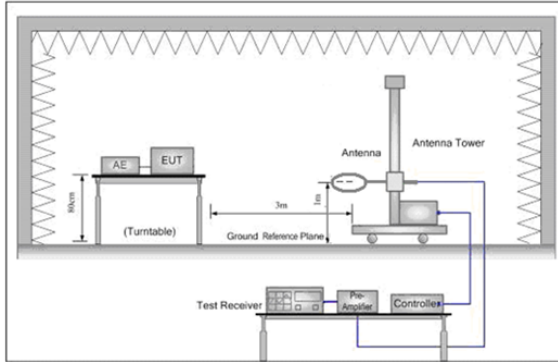 Antenna
Antenna Tower
AE
EUT
80cm
3m
1m
(Turntable)
Ground Reference Plane
Test Receiver
Pre-
Amplifier
Controller